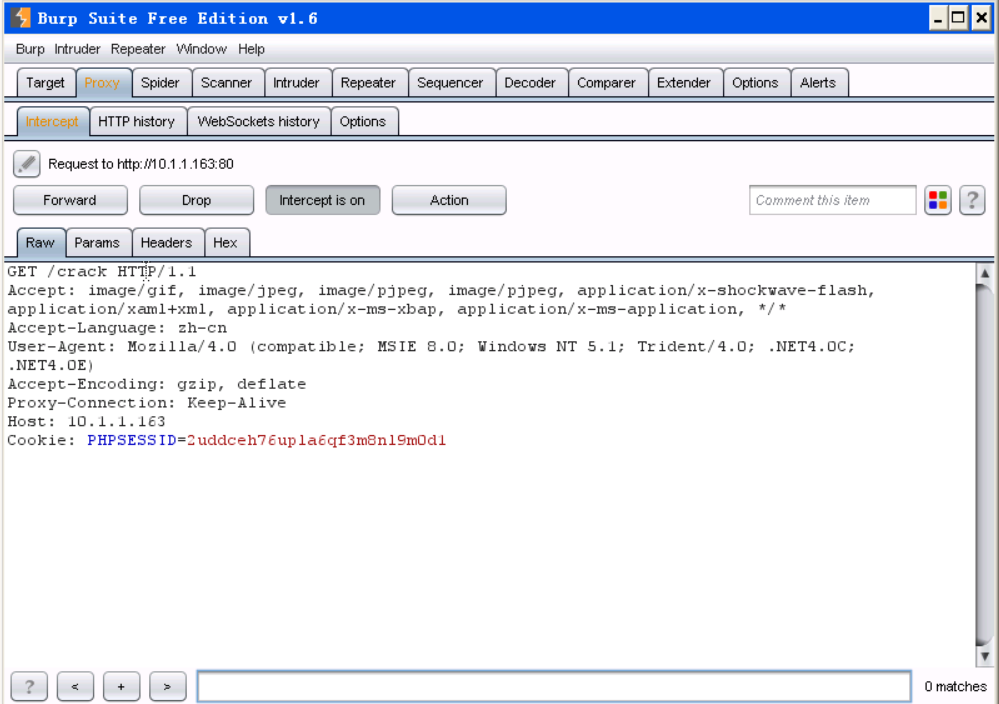 Burp Suite Free Edition v1.6
Burp Intruder Repeater Window Help
Target Proxy Spider Scanner Intruder Repeater Sequencer Decoder Comparer Extender Options Alerts
Intercept HTTP history WebSockets history Options
Request to http://10.1.1.163:80
Forward Drop Intercept is on Action Comment this item ?
Raw Params Headers Hex
GET /crack HTTP/1.1
Accept: image/gif, image/jpeg, image/pjpeg, image/pjpeg, application/x-shockwave-flash,
application/xaml+xml, application/x-ms-xbap, application/x-ms-application, */*
Accept-Language: zh-cn
User-Agent: Mozilla/4.0 (compatible; MSIE 8.0; Windows NT 5.1; Trident/4.0; .NET4.0C;
.NET4.0E)
Accept-Encoding: gzip, deflate
Proxy-Connection: Keep-Alive
Host: 10.1.1.163
Cookie: PHPSESSID=2uddceh76up1a6qf3m8nl9m0d1
? < + > 0 matches